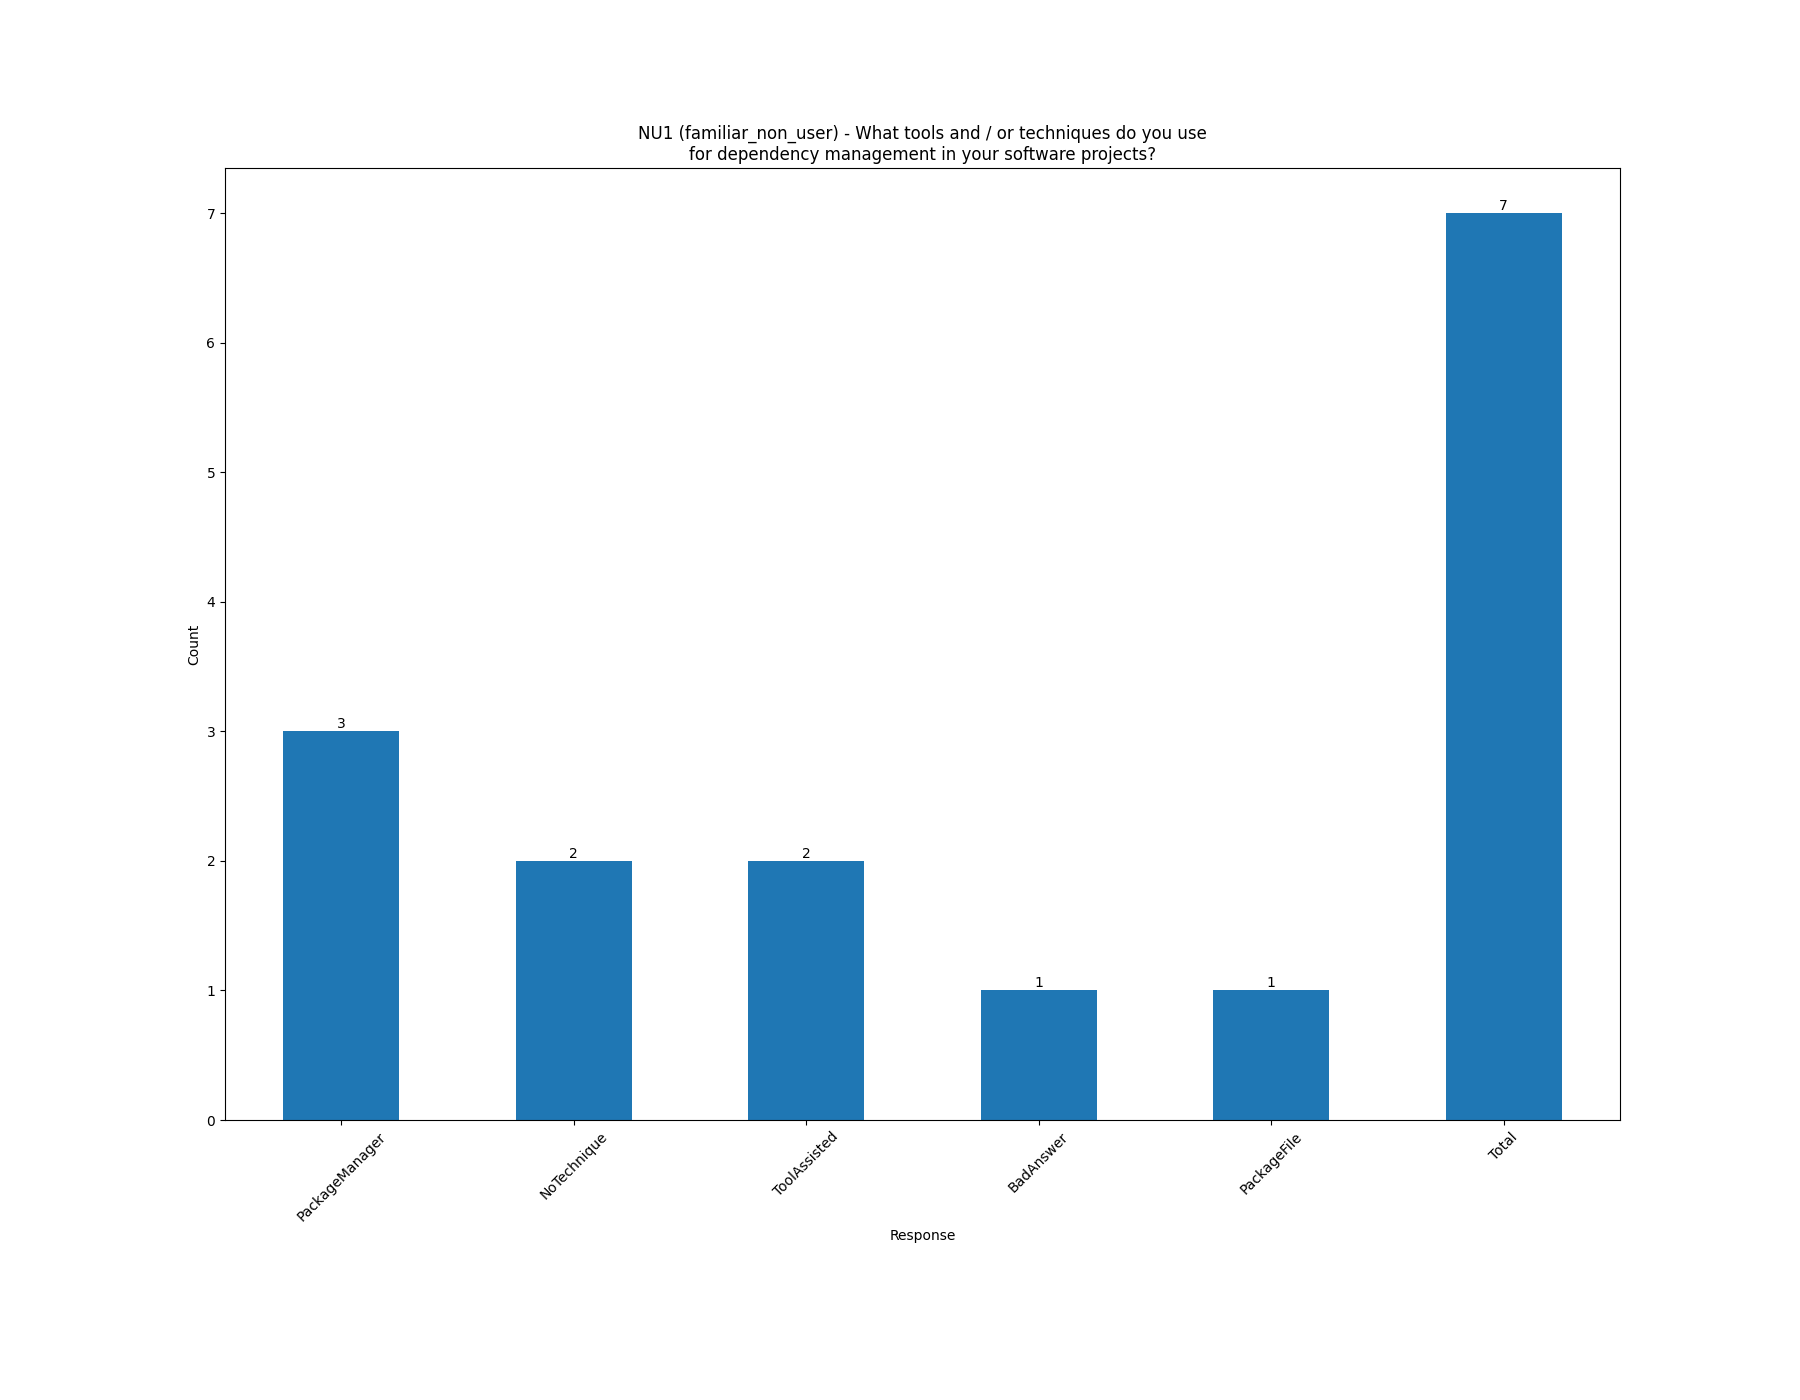 NU1 (familiar_non_user) - What tools and / or techniques do you use
for dependency management in your software projects?
Count
7
6
5
4
3
2
1
0
3
2
2
1
1
7
PackageManager
NoTechnique
ToolAssisted
BadAnswer
PackageFile
Total
Response